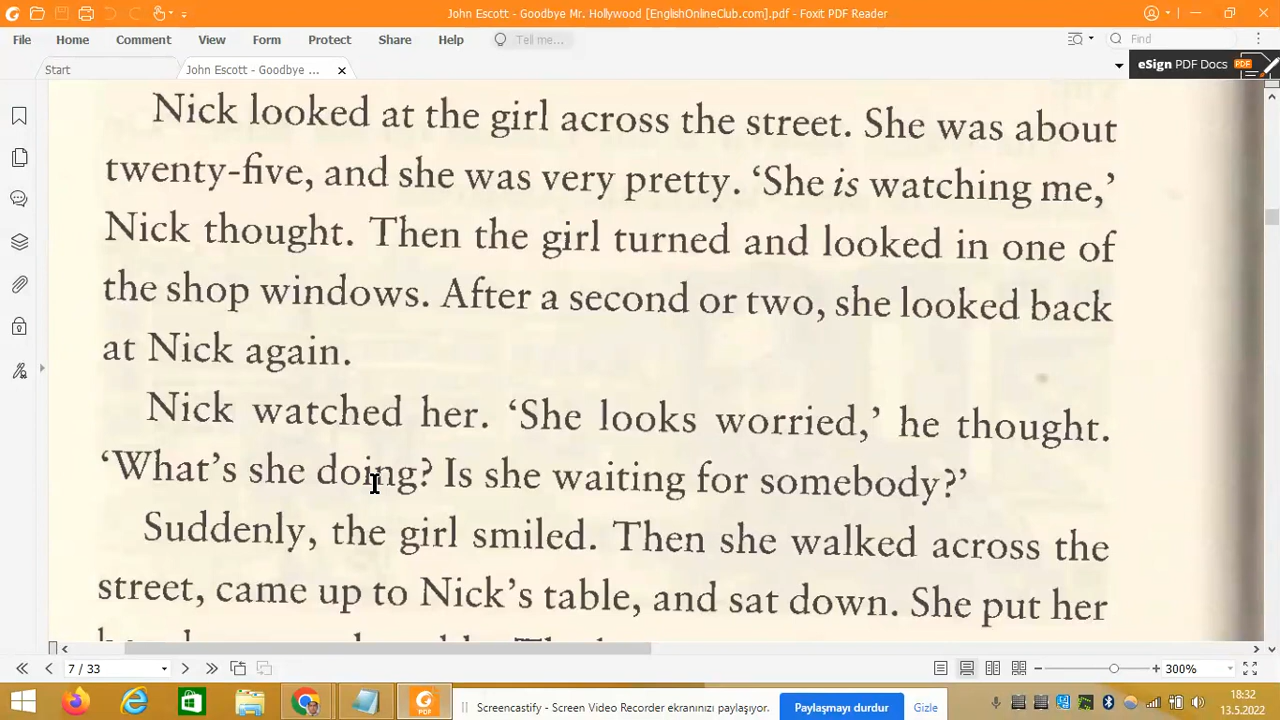 John Escott - Goodbye Mr. Hollywood [EnglishOnlineClub.com].pdf - Foxit PDF Reader
File Home Comment View Form Protect Share Help Tell me... Find
Start John Escott - Goodbye ... eSign PDF Docs PDF
Nick looked at the girl across the street. She was about
twenty-five, and she was very pretty. ‘She is watching me,’
Nick thought. Then the girl turned and looked in one of
the shop windows. After a second or two, she looked back
at Nick again.
Nick watched her. ‘She looks worried,’ he thought.
‘What’s she doing? Is she waiting for somebody?’
Suddenly, the girl smiled. Then she walked across the
street, came up to Nick’s table, and sat down. She put her
7 / 33 300%
Screencastify - Screen Video Recorder ekranınızı paylaşıyor. Paylaşmayı durdur Gizle
18:32
13.5.2022